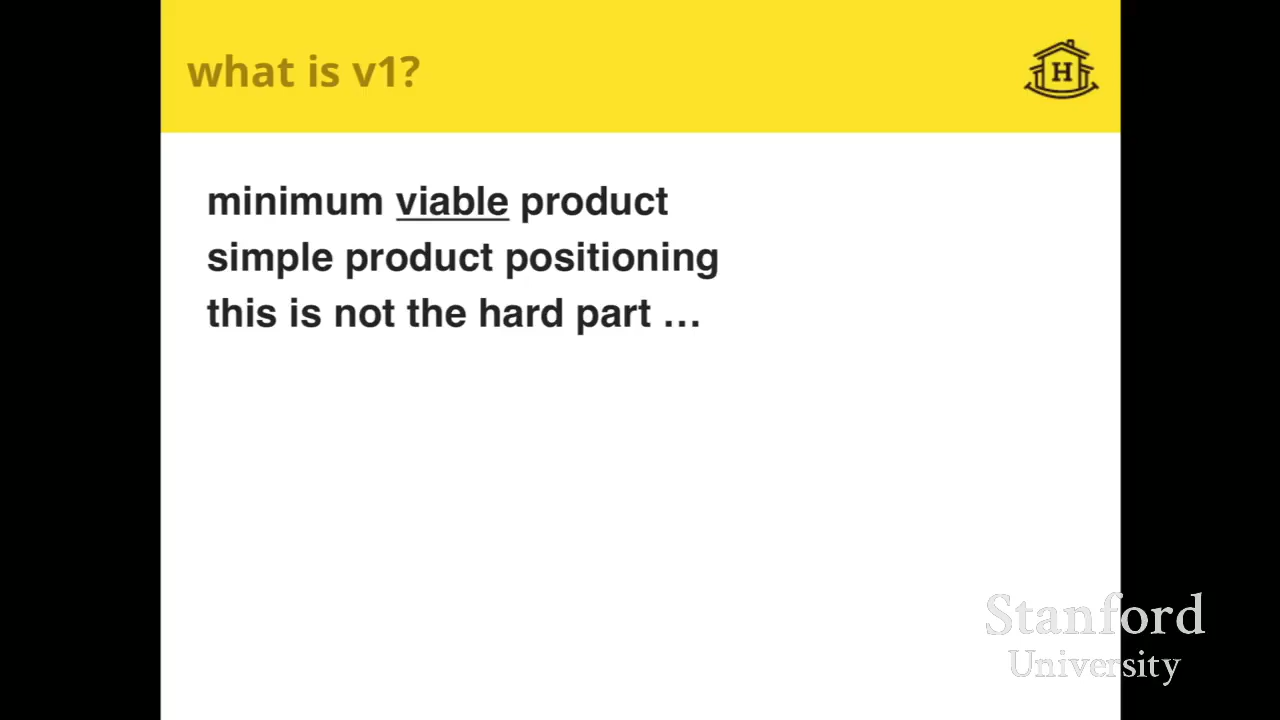 what is v1?
H
minimum viable product
simple product positioning
this is not the hard part …
Stanford
University